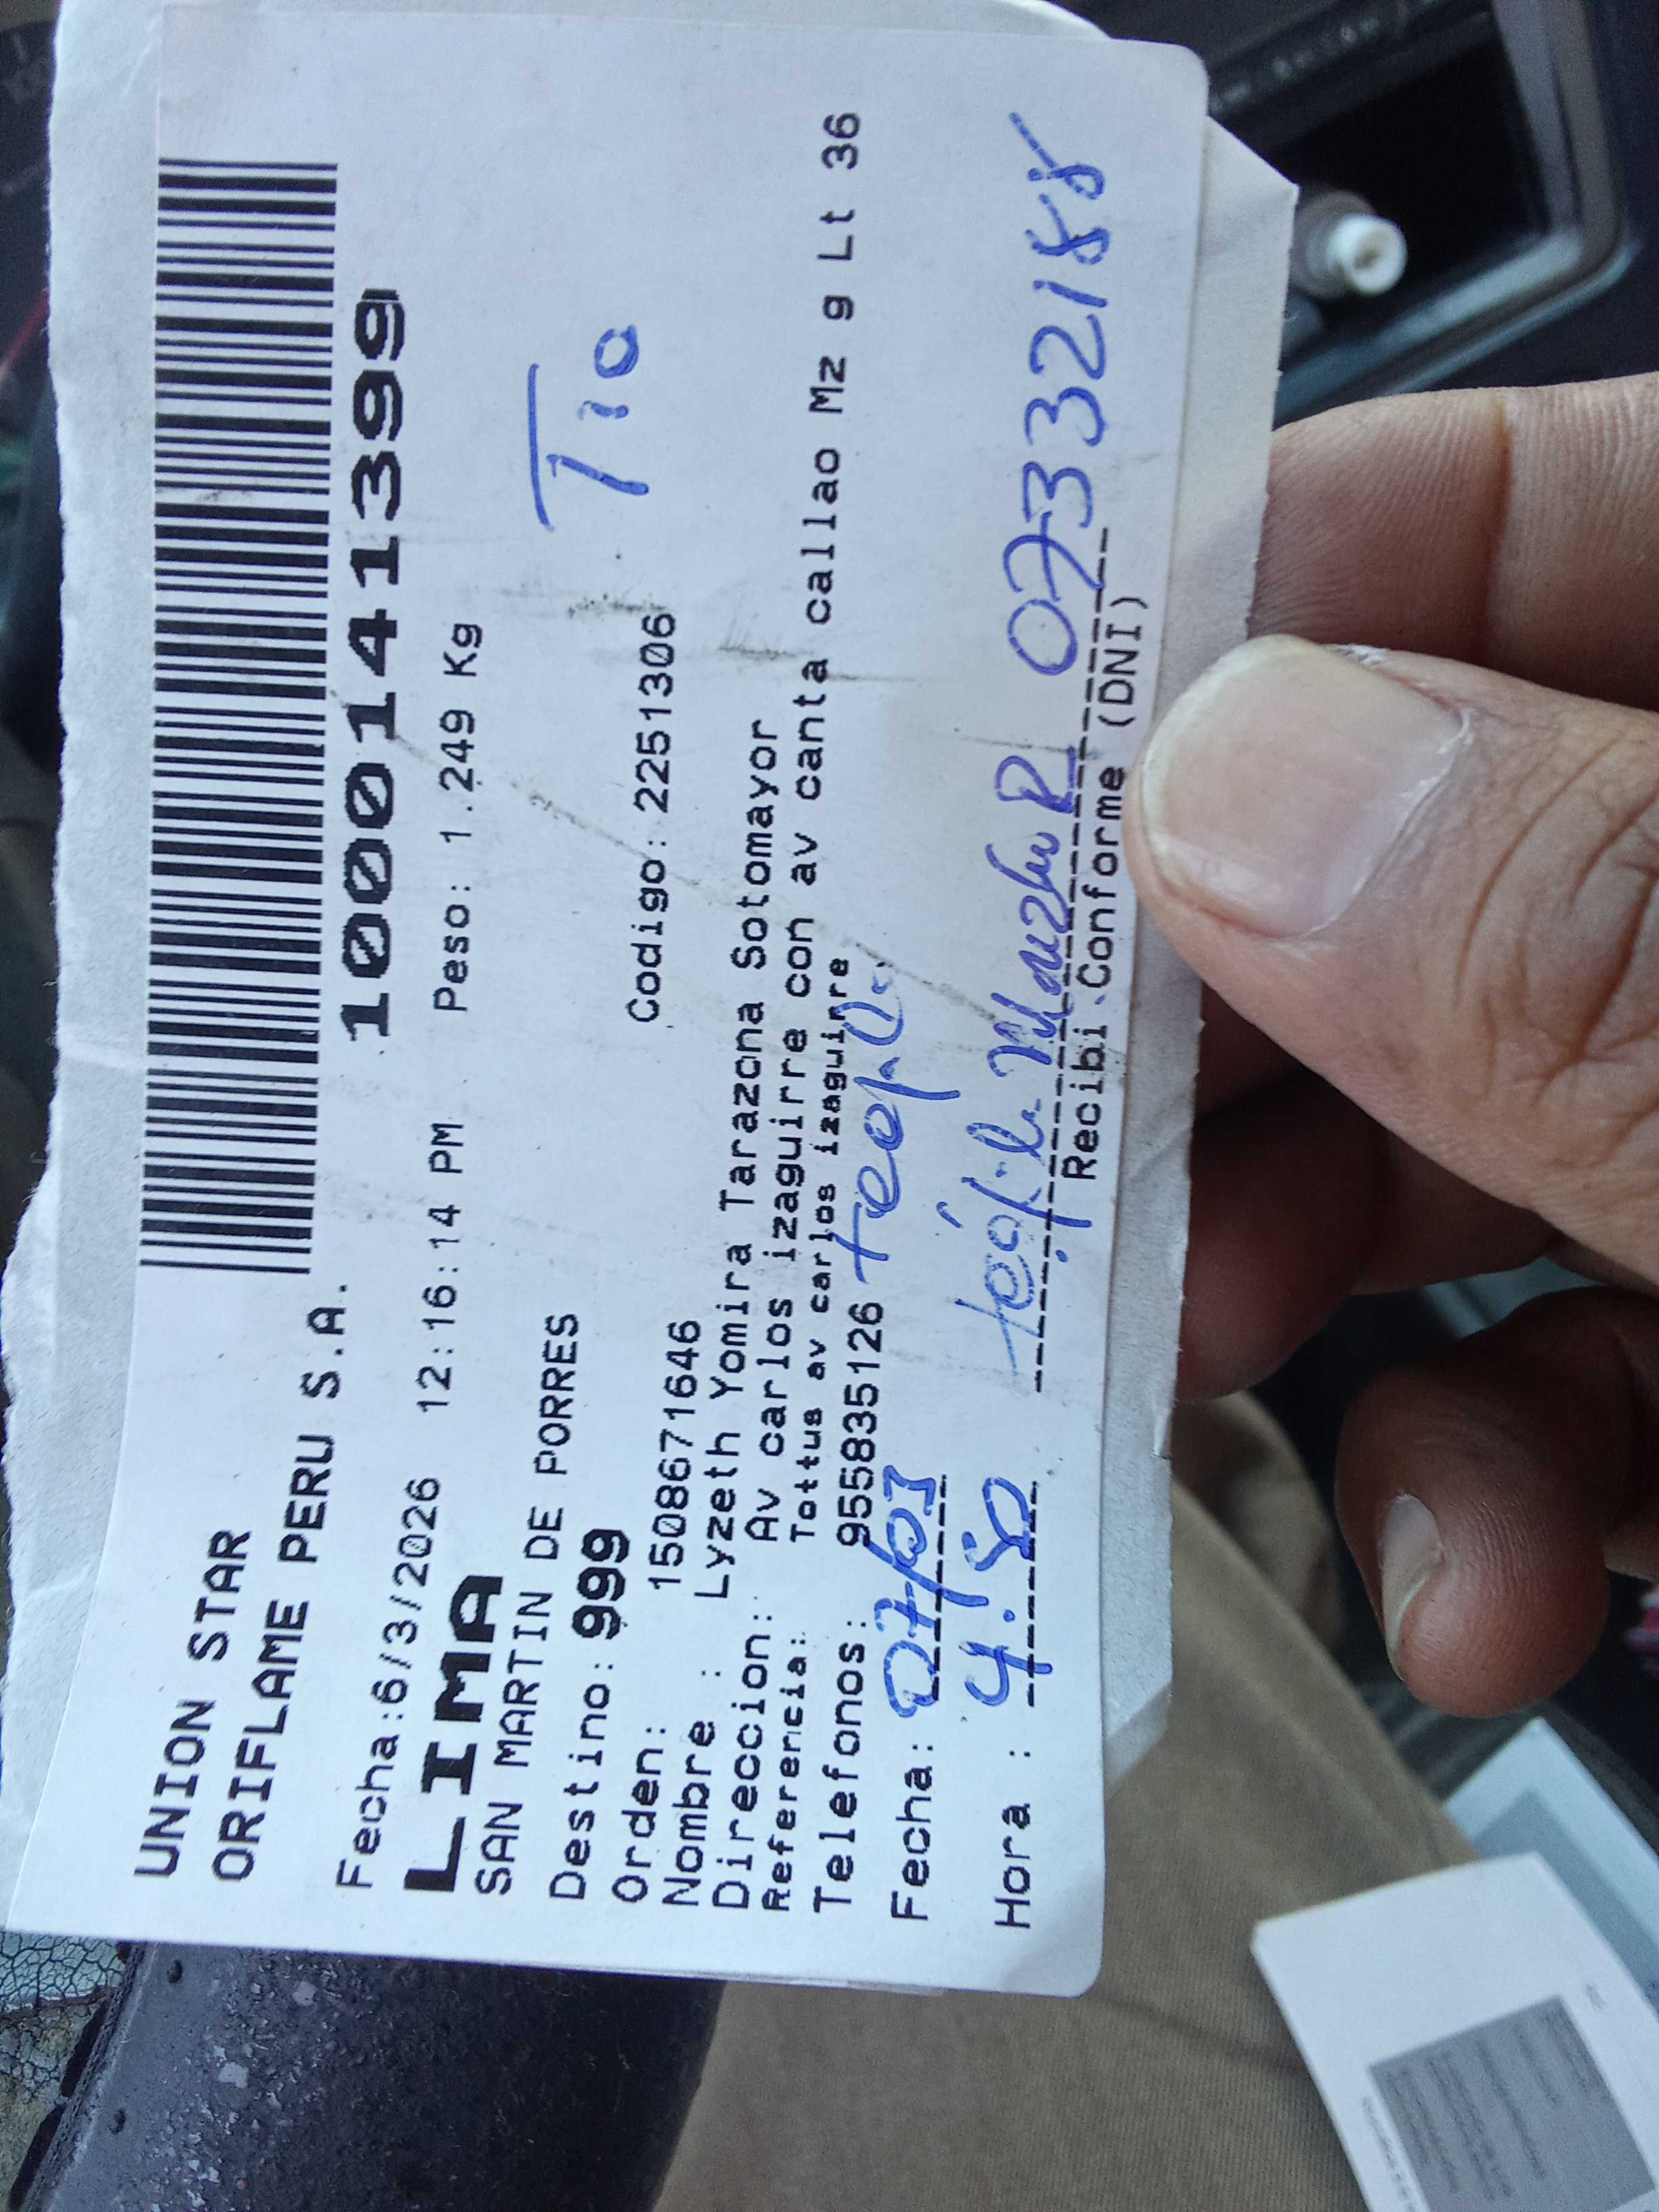 UNION STAR
ORIFLAME PERU S.A.
1000141399
Fecha:6/3/2026 12:16:14 PM Peso: 1.249 Kg
LIMA
SAN MARTIN DE PORRES
Tio
Destino: 999
Orden: 1508671646 Codigo: 2251306
Nombre : Lyzeth Yomira Tarazona Sotomayor
Direccion: Av carlos izaguirre con av canta callao Mz g Lt 36
Referencia: Tottus av carlos izaguirre
Telefonos: 955835126
Fecha: 07/03
Hora : 4.50 07332188
Recibi Conforme (DNI)